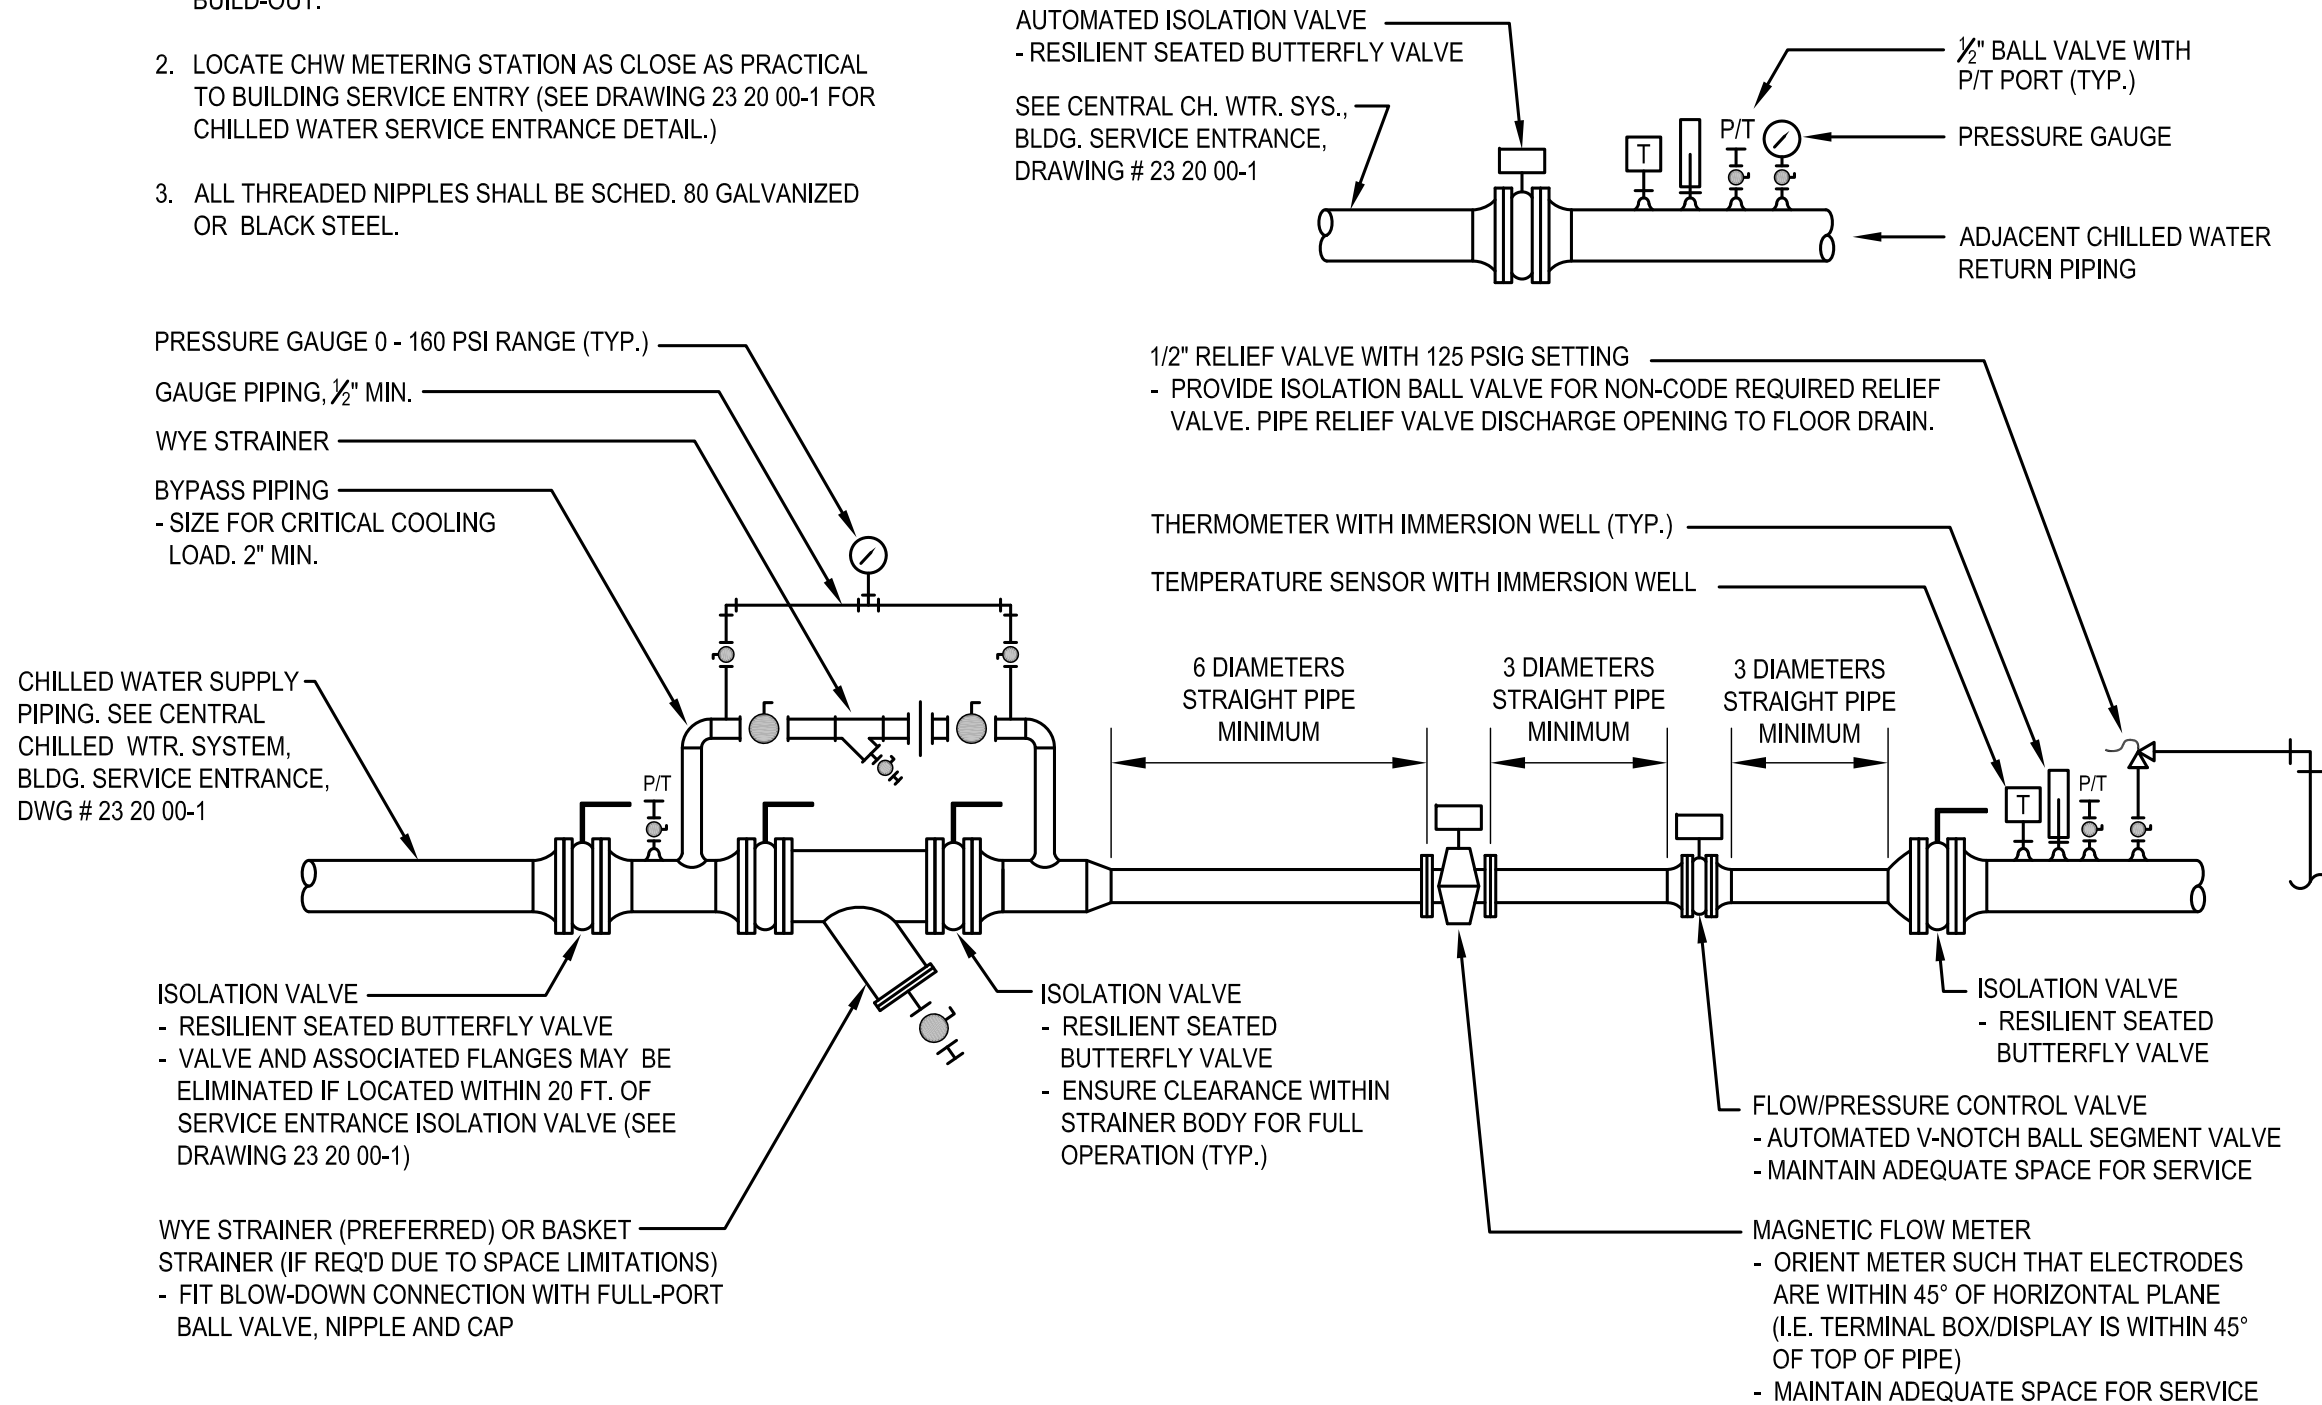 BUILD-OUT.
2. LOCATE CHW METERING STATION AS CLOSE AS PRACTICAL
TO BUILDING SERVICE ENTRY (SEE DRAWING 23 20 00-1 FOR
CHILLED WATER SERVICE ENTRANCE DETAIL.)
3. ALL THREADED NIPPLES SHALL BE SCHED. 80 GALVANIZED
OR BLACK STEEL.
AUTOMATED ISOLATION VALVE
- RESILIENT SEATED BUTTERFLY VALVE
SEE CENTRAL CH. WTR. SYS.,
BLDG. SERVICE ENTRANCE,
DRAWING # 23 20 00-1
½" BALL VALVE WITH
P/T PORT (TYP.)
T
P/T
PRESSURE GAUGE
ADJACENT CHILLED WATER
RETURN PIPING
PRESSURE GAUGE 0 - 160 PSI RANGE (TYP.)
GAUGE PIPING, ½" MIN.
WYE STRAINER
BYPASS PIPING
- SIZE FOR CRITICAL COOLING
LOAD. 2" MIN.
1/2" RELIEF VALVE WITH 125 PSIG SETTING
- PROVIDE ISOLATION BALL VALVE FOR NON-CODE REQUIRED RELIEF
VALVE. PIPE RELIEF VALVE DISCHARGE OPENING TO FLOOR DRAIN.
THERMOMETER WITH IMMERSION WELL (TYP.)
TEMPERATURE SENSOR WITH IMMERSION WELL
CHILLED WATER SUPPLY
PIPING. SEE CENTRAL
CHILLED WTR. SYSTEM,
BLDG. SERVICE ENTRANCE,
DWG # 23 20 00-1
P/T
6 DIAMETERS
STRAIGHT PIPE
MINIMUM
3 DIAMETERS
STRAIGHT PIPE
MINIMUM
3 DIAMETERS
STRAIGHT PIPE
MINIMUM
T
P/T
ISOLATION VALVE
- RESILIENT SEATED BUTTERFLY VALVE
- VALVE AND ASSOCIATED FLANGES MAY BE
ELIMINATED IF LOCATED WITHIN 20 FT. OF
SERVICE ENTRANCE ISOLATION VALVE (SEE
DRAWING 23 20 00-1)
WYE STRAINER (PREFERRED) OR BASKET
STRAINER (IF REQ'D DUE TO SPACE LIMITATIONS)
- FIT BLOW-DOWN CONNECTION WITH FULL-PORT
BALL VALVE, NIPPLE AND CAP
ISOLATION VALVE
- RESILIENT SEATED
BUTTERFLY VALVE
- ENSURE CLEARANCE WITHIN
STRAINER BODY FOR FULL
OPERATION (TYP.)
ISOLATION VALVE
- RESILIENT SEATED
BUTTERFLY VALVE
FLOW/PRESSURE CONTROL VALVE
- AUTOMATED V-NOTCH BALL SEGMENT VALVE
- MAINTAIN ADEQUATE SPACE FOR SERVICE
MAGNETIC FLOW METER
- ORIENT METER SUCH THAT ELECTRODES
ARE WITHIN 45° OF HORIZONTAL PLANE
(I.E. TERMINAL BOX/DISPLAY IS WITHIN 45°
OF TOP OF PIPE)
- MAINTAIN ADEQUATE SPACE FOR SERVICE